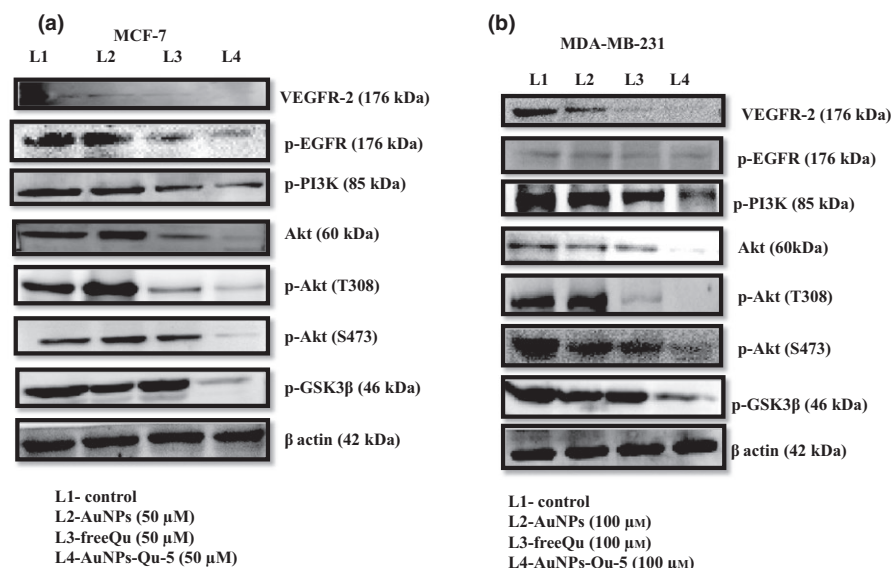 (a)
MCF-7
L1 L2 L3 L4
VEGFR-2 (176 kDa)
p-EGFR (176 kDa)
p-PI3K (85 kDa)
Akt (60 kDa)
p-Akt (T308)
p-Akt (S473)
p-GSK3β (46 kDa)
β actin (42 kDa)
L1- control
L2-AuNPs (50 µM)
L3-freeQu (50 µM)
L4-AuNPs-Qu-5 (50 µM)
(b)
MDA-MB-231
L1 L2 L3 L4
VEGFR-2 (176 kDa)
p-EGFR (176 kDa)
p-PI3K (85 kDa)
Akt (60kDa)
p-Akt (T308)
p-Akt (S473)
p-GSK3β (46 kDa)
β actin (42 kDa)
L1- control
L2-AuNPs (100 µM)
L3-freeQu (100 µM)
L4-AuNPs-Qu-5 (100 µM)